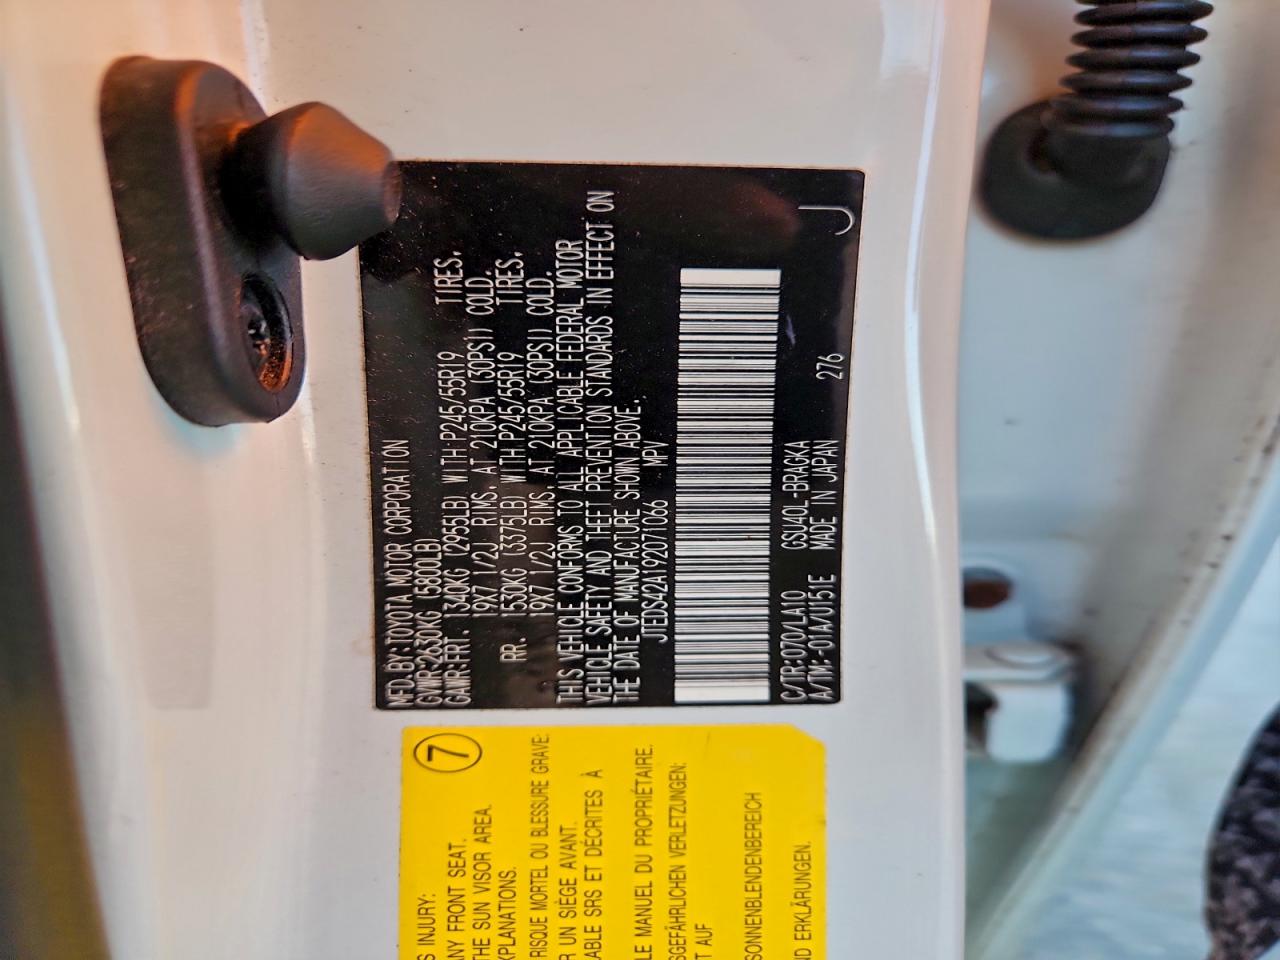 MFD.BY:TOYOTA MOTOR CORPORATION
GVWR:2630KG (5800LB)
GAWR:FRT. 1340KG (2955LB) WITH P245/55R19 TIRES,
19X7 1/2J RIMS, AT 210KPA (30PSI) COLD.
RR. 1530KG (3375LB) WITH P245/55R19 TIRES,
19X7 1/2J RIMS, AT 210KPA (30PSI) COLD.
THIS VEHICLE CONFORMS TO ALL APPLICABLE FEDERAL MOTOR
VEHICLE SAFETY AND THEFT PREVENTION STANDARDS IN EFFECT ON
THE DATE OF MANUFACTURE SHOWN ABOVE.
JTEDS42A192071066 MPV
C/TR:070/LA10 GSU40L-BRAGKA 276 J
A/TM:-01A/U151E MADE IN JAPAN
7
INJURY:
ANY FRONT SEAT.
THE SUN VISOR AREA.
RISQUE MORTEL OU BLESSURE GRAVE:
UN SIÈGE AVANT.
SRS ET DÉCRITES À
LE MANUEL DU PROPRIÉTAIRE.
VERLETZUNGEN:
AUF
SONNENBLENDENBEREICH
ERKLÄRUNGEN.